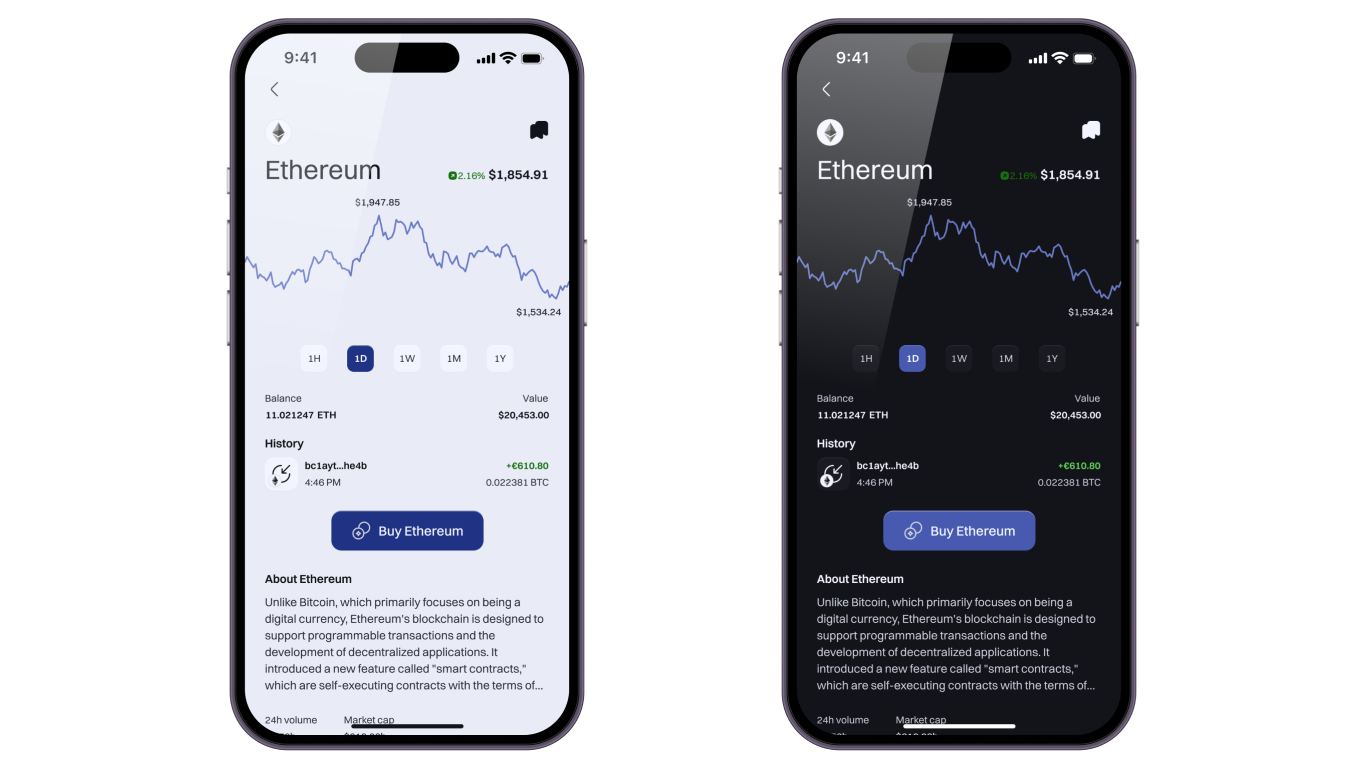 9:41
Ethereum
2.16% $1,854.91
$1,947.85
$1,534.24
1H 1D 1W 1M 1Y
Balance Value
11.021247 ETH $20,453.00
History
bc1ayt...he4b +€610.80
4:46 PM 0.022381 BTC
Buy Ethereum
About Ethereum
Unlike Bitcoin, which primarily focuses on being a
digital currency, Ethereum's blockchain is designed to
support programmable transactions and the
development of decentralized applications. It
introduced a new feature called "smart contracts,"
which are self-executing contracts with the terms of...
24h volume Market cap
9:41
Ethereum
2.16% $1,854.91
$1,947.85
$1,534.24
1H 1D 1W 1M 1Y
Balance Value
11.021247 ETH $20,453.00
History
bc1ayt...he4b +€610.80
4:46 PM 0.022381 BTC
Buy Ethereum
About Ethereum
Unlike Bitcoin, which primarily focuses on being a
digital currency, Ethereum's blockchain is designed to
support programmable transactions and the
development of decentralized applications. It
introduced a new feature called "smart contracts,"
which are self-executing contracts with the terms of...
24h volume Market cap